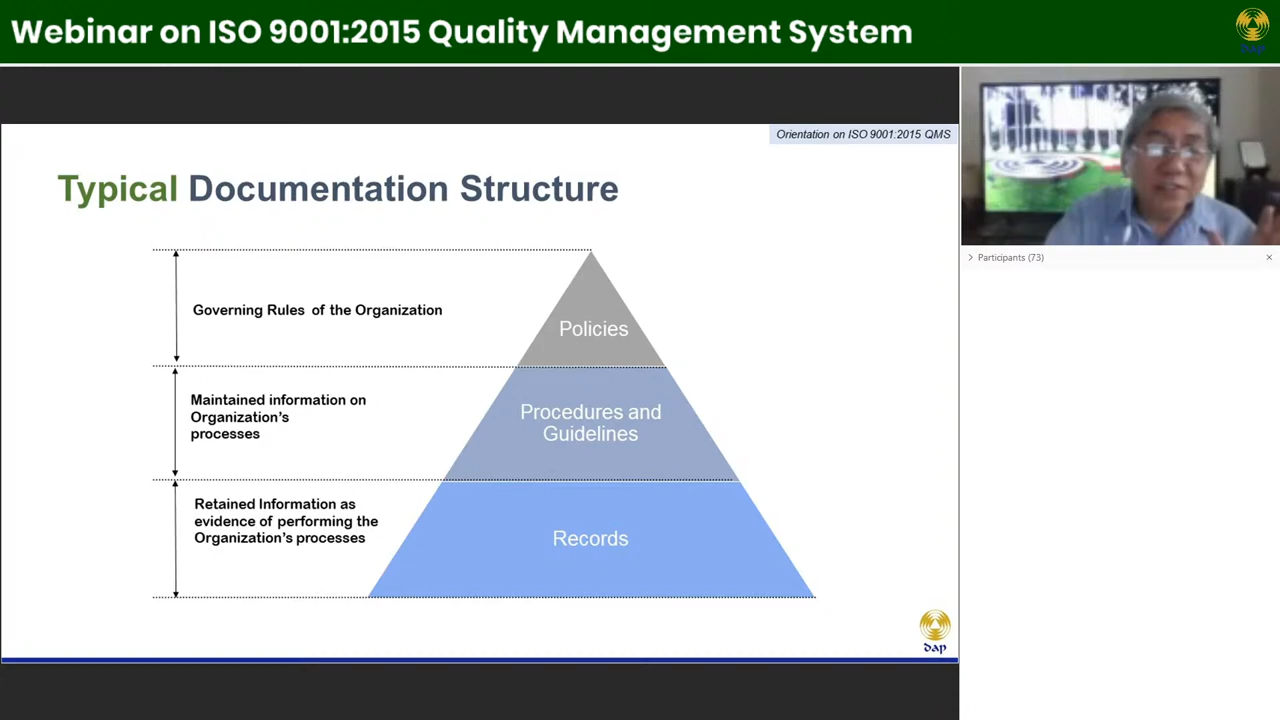 Webinar on ISO 9001:2015 Quality Management System
dap
Orientation on ISO 9001:2015 QMS
Typical Documentation Structure
Governing Rules of the Organization
Policies
Maintained information on
Organization's
processes
Procedures and
Guidelines
Retained Information as
evidence of performing the
Organization's processes
Records
dap
Participants (73)